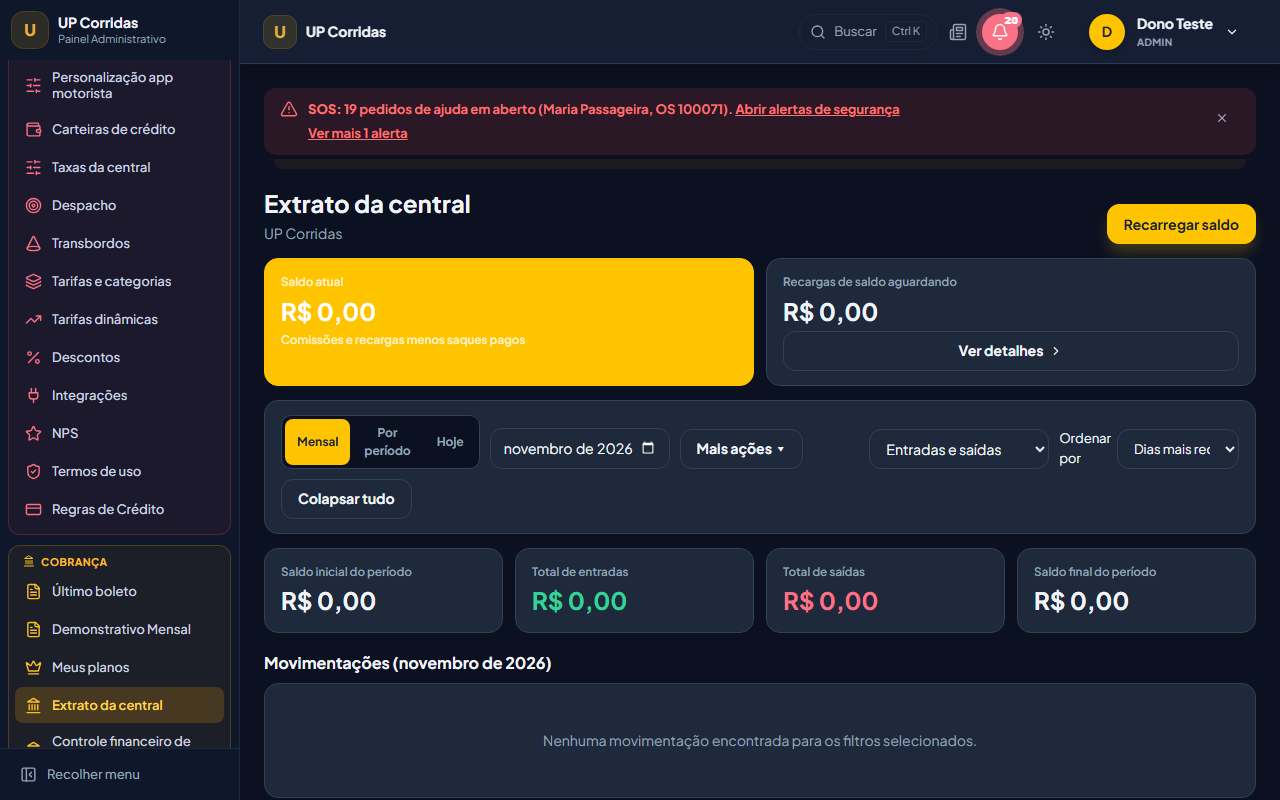 U
UP Corridas
Painel Administrativo
Personalização app
motorista
Carteiras de crédito
Taxas da central
Despacho
Transbordos
Tarifas e categorias
Tarifas dinâmicas
Descontos
Integrações
NPS
Termos de uso
Regras de Crédito
COBRANÇA
Último boleto
Demonstrativo Mensal
Meus planos
Extrato da central
Controle financeiro de
Recolher menu
U
UP Corridas
Buscar
Ctrl K
20
D
Dono Teste
ADMIN
SOS: 19 pedidos de ajuda em aberto (Maria Passageira, OS 100071). Abrir alertas de segurança
Ver mais 1 alerta
Extrato da central
UP Corridas
Recarregar saldo
Saldo atual
R$ 0,00
Comissões e recargas menos saques pagos
Recargas de saldo aguardando
R$ 0,00
Ver detalhes
Mensal
Por
período
Hoje
novembro de 2026
Mais ações
Entradas e saídas
Ordenar
por
Dias mais rec
Colapsar tudo
Saldo inicial do período
R$ 0,00
Total de entradas
R$ 0,00
Total de saídas
R$ 0,00
Saldo final do período
R$ 0,00
Movimentações (novembro de 2026)
Nenhuma movimentação encontrada para os filtros selecionados.